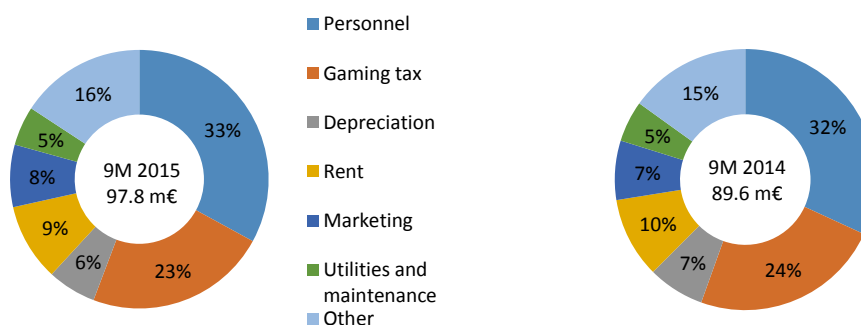 16%
33%
5%
8%
9%
6%
23%
9M 2015
97.8 m€
Personnel
Gaming tax
Depreciation
Rent
Marketing
Utilities and
maintenance
Other
15%
32%
5%
7%
10%
7%
24%
9M 2014
89.6 m€